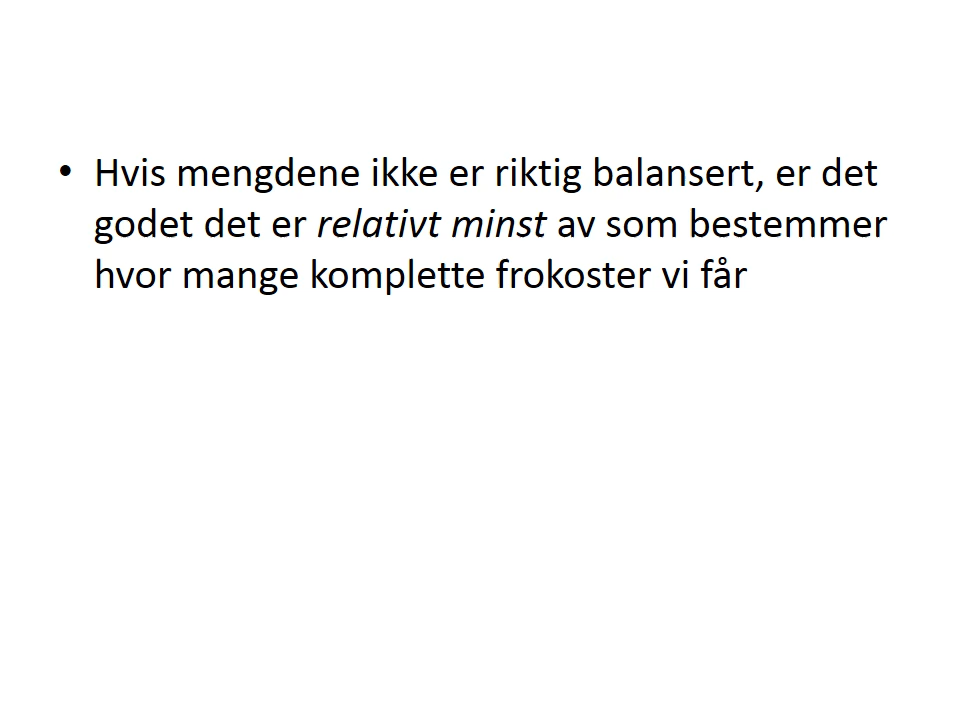 • Hvis mengdene ikke er riktig balansert, er det
godet det er relativt minst av som bestemmer
hvor mange komplette frokoster vi får